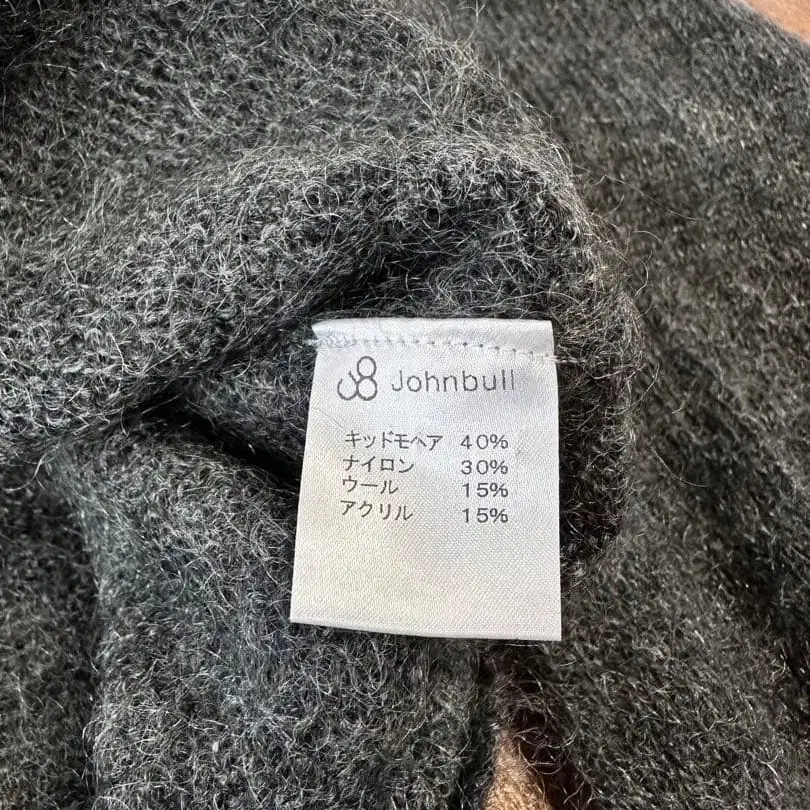 Johnbull
キッドモヘア 40%
ナイロン 30%
ウール 15%
アクリル 15%